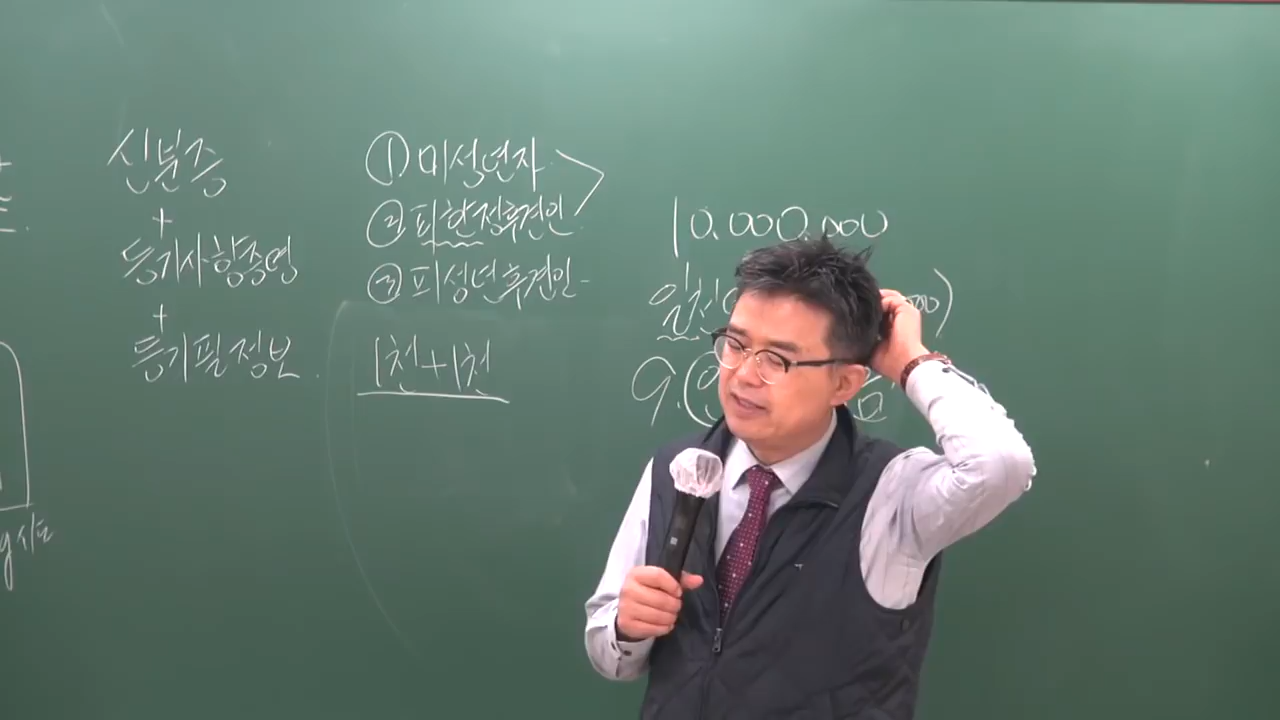 신분증
+
등기사항증명
+
등기필정보.
① 미성년자
② 피한정후견인
③ 피성년후견인-
1천+1천
10.000.000
일천
9.(